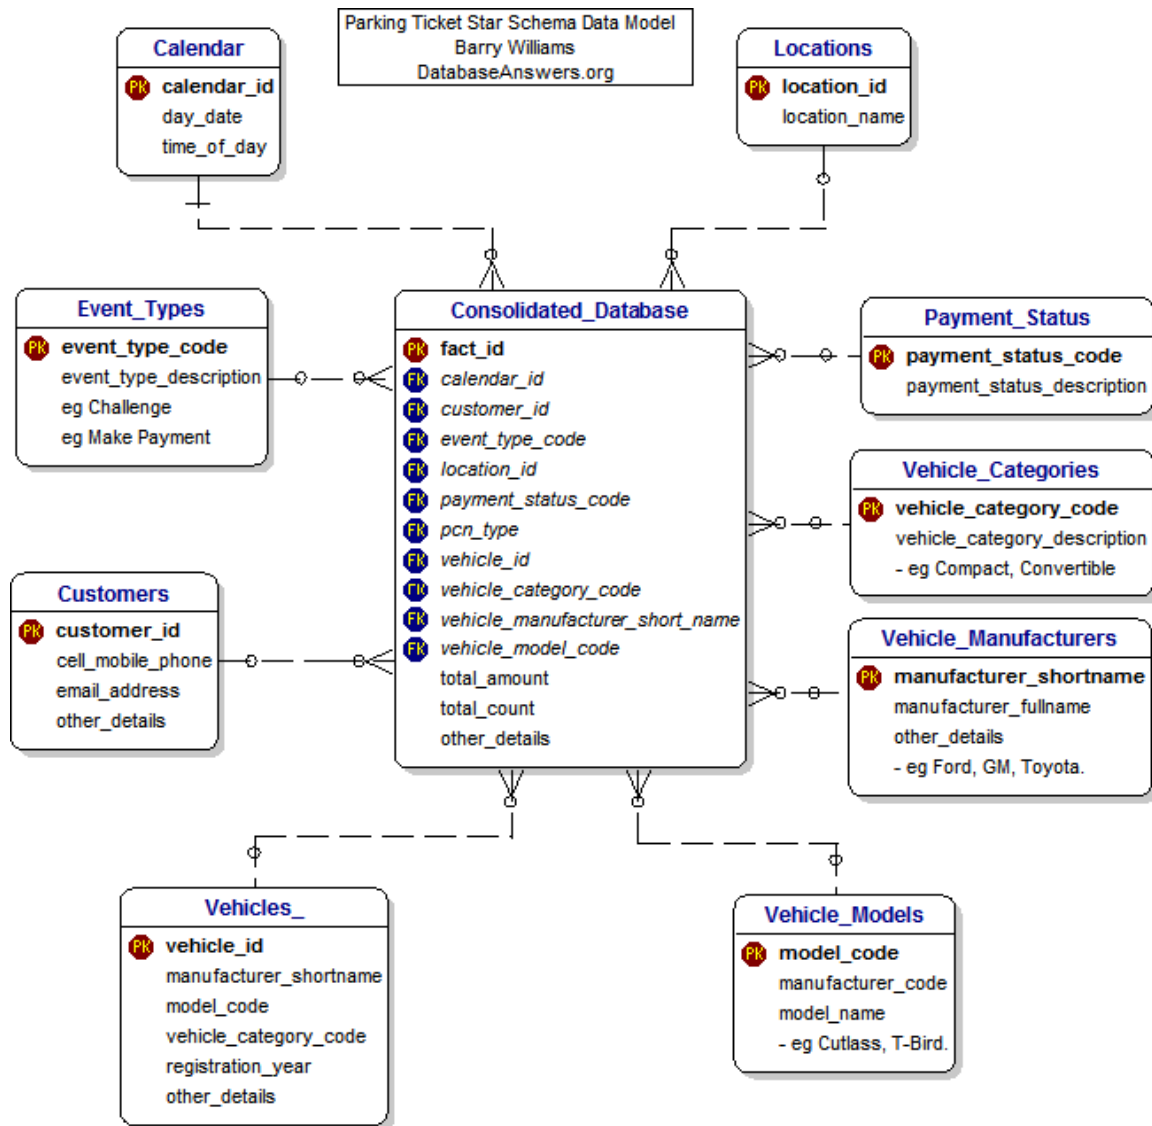 Parking Ticket Star Schema Data Model
Barry Williams
DatabaseAnswers.org
Calendar
PK calendar_id
day_date
time_of_day
Locations
PK location_id
location_name
Event_Types
PK event_type_code
event_type_description
eg Challenge
eg Make Payment
Consolidated_Database
PK fact_id
FK calendar_id
FK customer_id
FK event_type_code
FK location_id
FK payment_status_code
FK pcn_type
FK vehicle_id
FK vehicle_category_code
FK vehicle_manufacturer_short_name
FK vehicle_model_code
total_amount
total_count
other_details
Payment_Status
PK payment_status_code
payment_status_description
Vehicle_Categories
PK vehicle_category_code
vehicle_category_description
- eg Compact, Convertible
Customers
PK customer_id
cell_mobile_phone
email_address
other_details
Vehicle_Manufacturers
PK manufacturer_shortname
manufacturer_fullname
other_details
- eg Ford, GM, Toyota.
Vehicles_
PK vehicle_id
manufacturer_shortname
model_code
vehicle_category_code
registration_year
other_details
Vehicle_Models
PK model_code
manufacturer_code
model_name
- eg Cutlass, T-Bird.